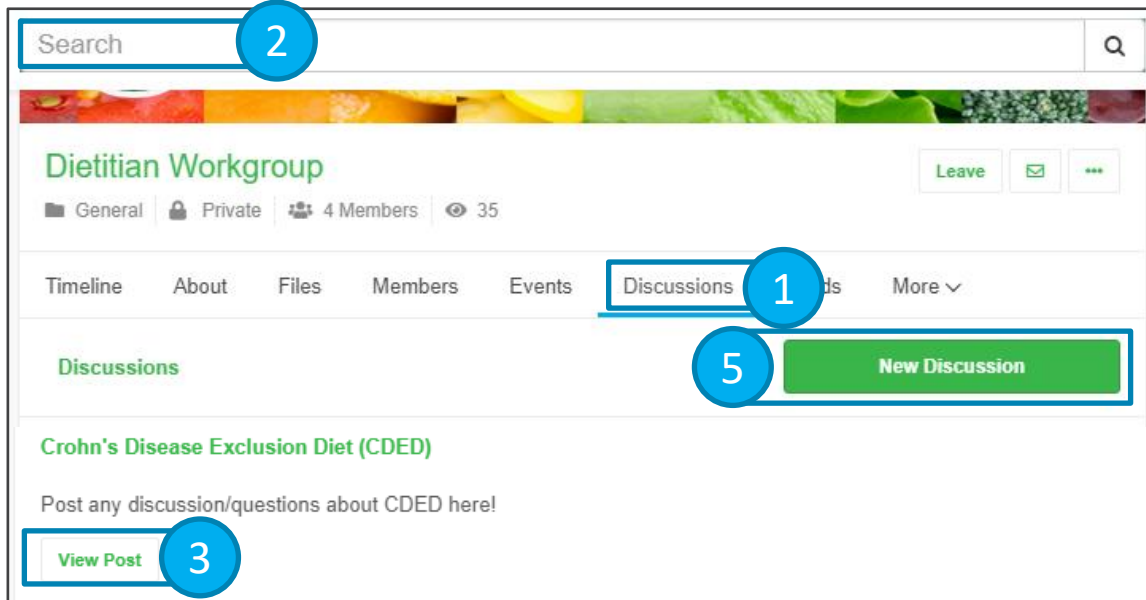 Search 2
Dietitian Workgroup
Leave
General Private 4 Members 35
Timeline About Files Members Events Discussions 1 ds More
Discussions 5 New Discussion
Crohn's Disease Exclusion Diet (CDED)
Post any discussion/questions about CDED here!
View Post 3